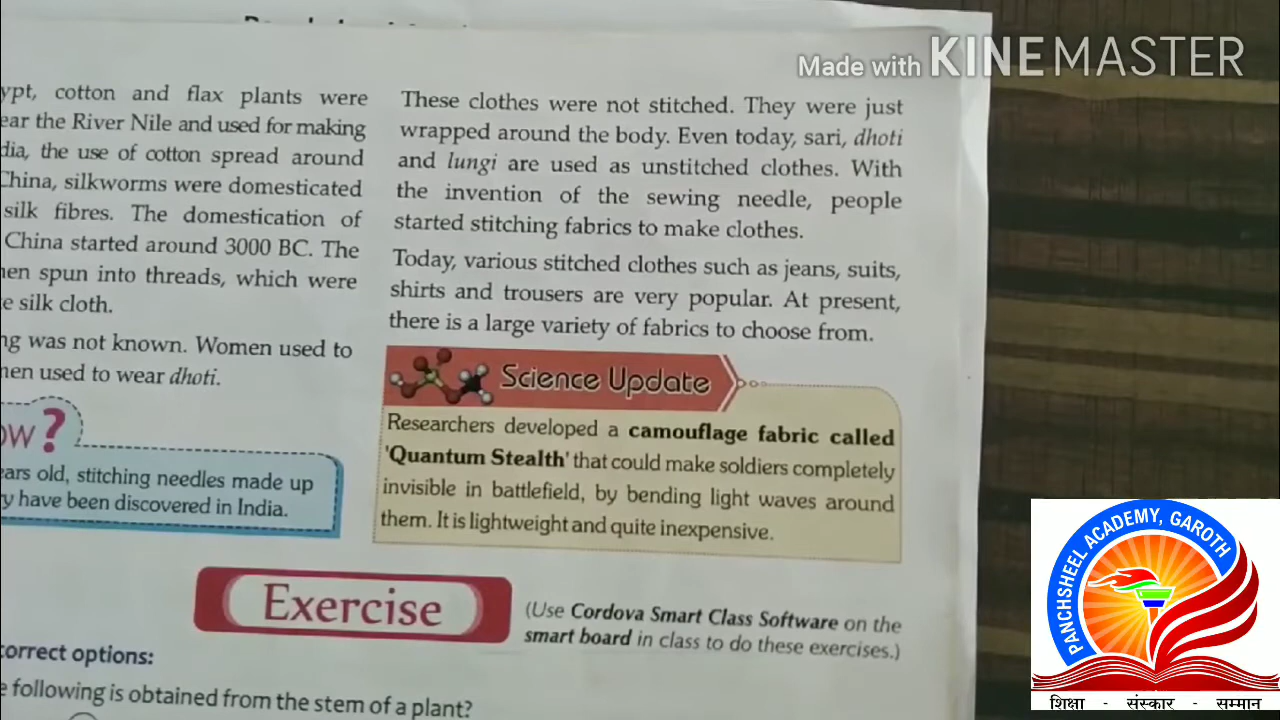 Made with KINEMASTER
cotton and flax plants were
the River Nile and used for making
the use of cotton spread around
China, silkworms were domesticated
silk fibres. The domestication of
China started around 3000 BC. The
spun into threads, which were
silk cloth.
was not known. Women used to
used to wear dhoti.
?
old, stitching needles made up
have been discovered in India.
These clothes were not stitched. They were just
wrapped around the body. Even today, sari, dhoti
and lungi are used as unstitched clothes. With
the invention of the sewing needle, people
started stitching fabrics to make clothes.
Today, various stitched clothes such as jeans, suits,
shirts and trousers are very popular. At present,
there is a large variety of fabrics to choose from.
Science Update
Researchers developed a camouflage fabric called
'Quantum Stealth' that could make soldiers completely
invisible in battlefield, by bending light waves around
them. It is lightweight and quite inexpensive.
Exercise
(Use Cordova Smart Class Software on the
smart board in class to do these exercises.)
correct options:
following is obtained from the stem of a plant?
PANCHSHEEL ACADEMY, GAROTH
शिक्षा - संस्कार - सम्मान